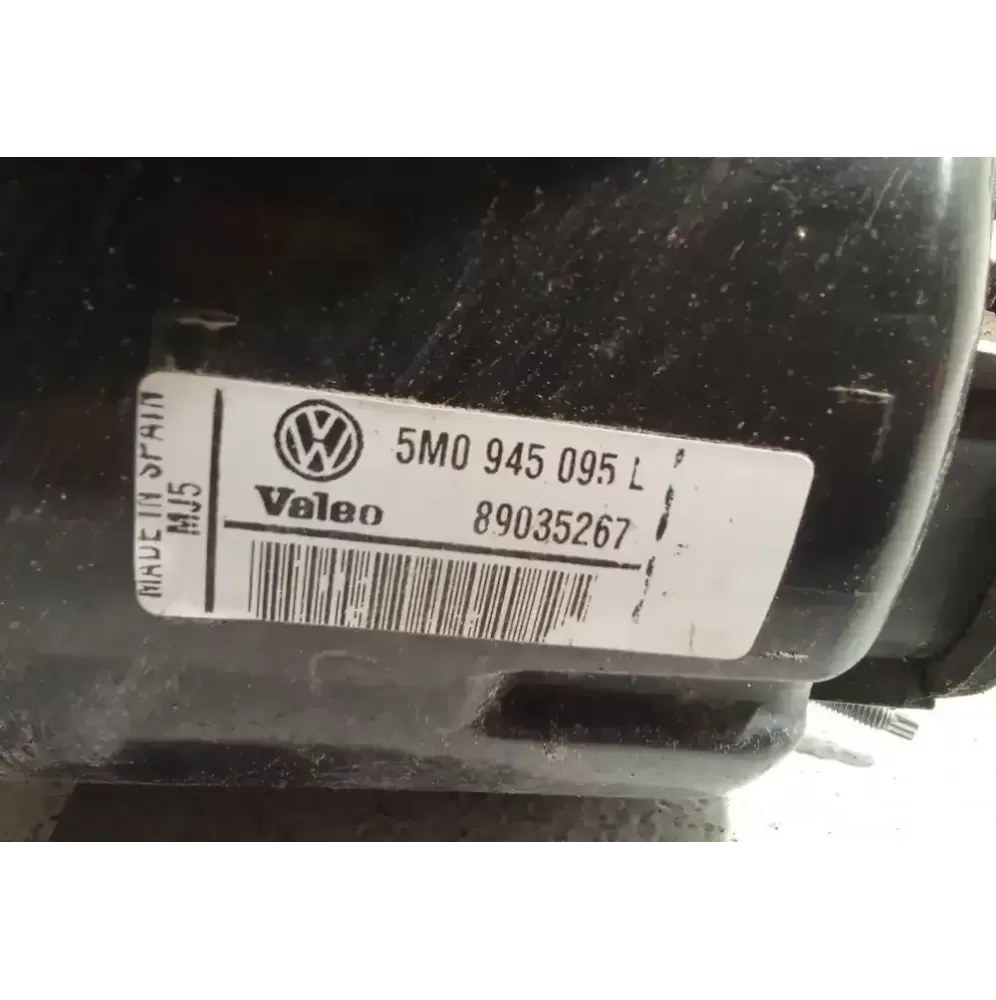 MADE IN SPAIN
MJ5
5M0 945 095 L
Valeo
89035267